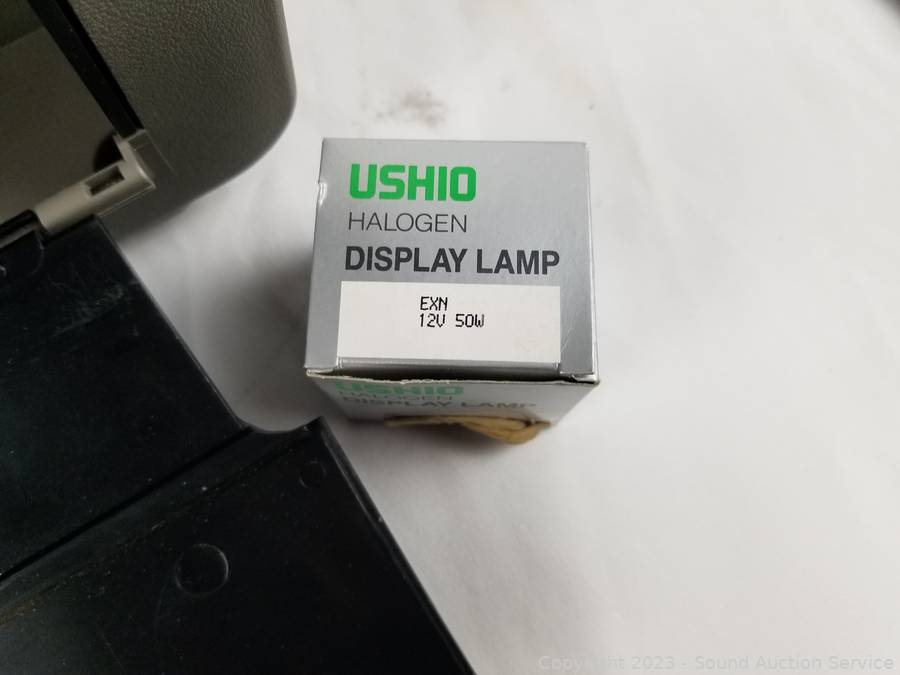 USHIO
HALOGEN
DISPLAY LAMP
EXN
12V 50W
USHIO
HALOGEN
DISPLAY LAMP
Copyright 2023 - Sound Auction Service